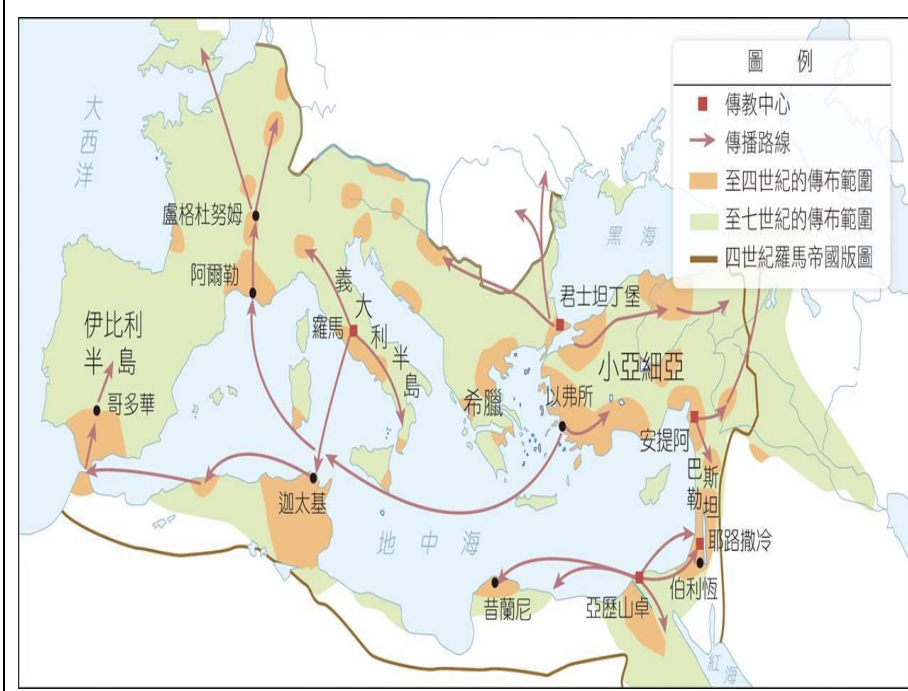 圖 例
傳教中心
傳播路線
至四世紀的傳布範圍
至七世紀的傳布範圍
四世紀羅馬帝國版圖
大西洋
黑海
盧格杜努姆
阿爾勒
義大利半島
羅馬
君士坦丁堡
伊比利
半島
哥多華
希臘
小亞細亞
以弗所
安提阿
巴勒斯坦
迦太基
地中海
耶路撒冷
伯利恆
昔蘭尼
亞歷山卓
紅海